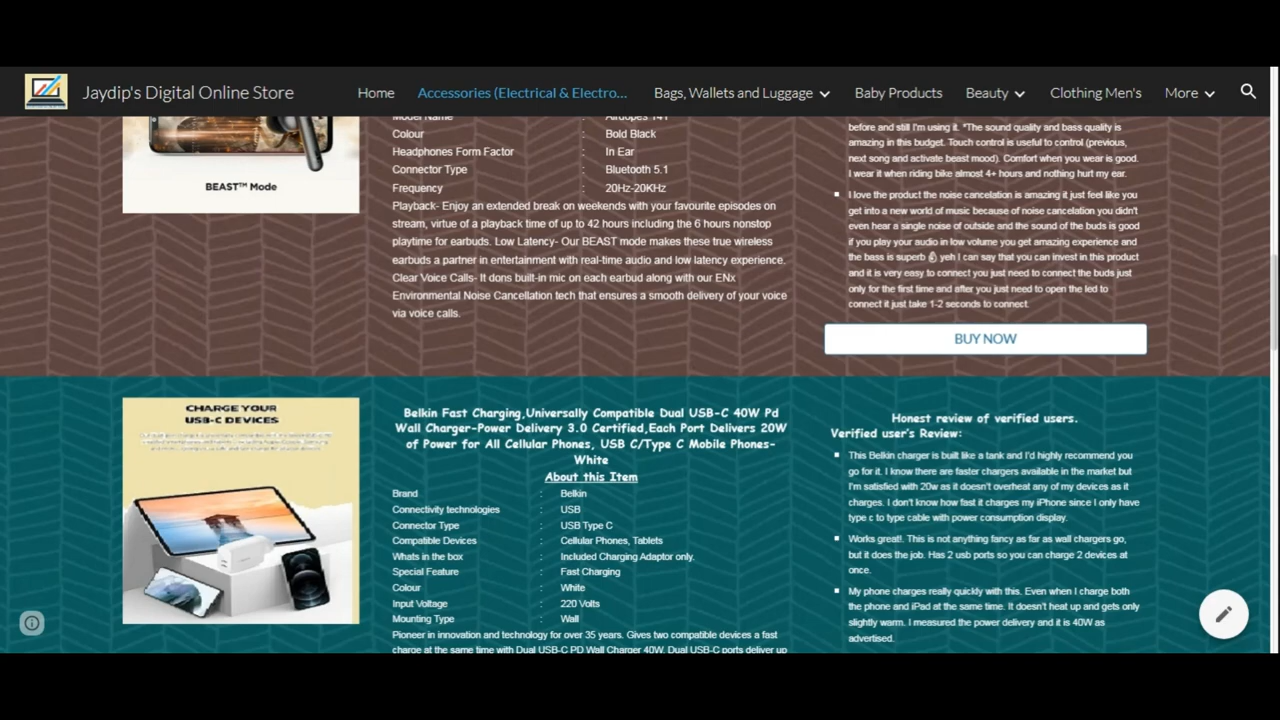 Jaydip's Digital Online Store
Home
Accessories (Electrical & Electro...
Bags, Wallets and Luggage
Baby Products
Beauty
Clothing Men's
More
BEAST™ Mode
Model Name : Airdopes 141
Colour : Bold Black
Headphones Form Factor : In Ear
Connector Type : Bluetooth 5.1
Frequency : 20Hz-20KHz
Playback- Enjoy an extended break on weekends with your favourite episodes on
stream, virtue of a playback time of up to 42 hours including the 6 hours nonstop
playtime for earbuds. Low Latency- Our BEAST mode makes these true wireless
earbuds a partner in entertainment with real-time audio and low latency experience.
Clear Voice Calls- It dons built-in mic on each earbud along with our ENx
Environmental Noise Cancellation tech that ensures a smooth delivery of your voice
via voice calls.
before and still I'm using it. "The sound quality and bass quality is
amazing in this budget. Touch control is useful to control (previous,
next song and activate beast mode). Comfort when you wear is good.
I wear it when riding bike almost 4+ hours and nothing hurt my ear.
I love the product the noise cancelation is amazing it just feel like you
get into a new world of music because of noise cancelation you didn't
even hear a single noise of outside and the sound of the buds is good
if you play your audio in low volume you get amazing experience and
the bass is superb yeh I can say that you can invest in this product
and it is very easy to connect you just need to connect the buds just
only for the first time and after you just need to open the led to
connect it just take 1-2 seconds to connect.
BUY NOW
CHARGE YOUR
USB-C DEVICES
Belkin Fast Charging,Universally Compatible Dual USB-C 40W Pd
Wall Charger-Power Delivery 3.0 Certified,Each Port Delivers 20W
of Power for All Cellular Phones, USB C/Type C Mobile Phones-
White
About this Item
Brand : Belkin
Connectivity technologies : USB
Connector Type : USB Type C
Compatible Devices : Cellular Phones, Tablets
Whats in the box : Included Charging Adaptor only.
Special Feature : Fast Charging
Colour : White
Input Voltage : 220 Volts
Mounting Type : Wall
Pioneer in innovation and technology for over 35 years. Gives two compatible devices a fast
charge at the same time with Dual USB-C PD Wall Charger 40W. Dual USB-C ports deliver up
Honest review of verified users.
Verified user's Review:
This Belkin charger is built like a tank and I'd highly recommend you
go for it. I know there are faster chargers available in the market but
I'm satisfied with 20w as it doesn't overheat any of my devices as it
charges. I don't know how fast it charges my iPhone since I only have
type c to type cable with power consumption display.
Works great!. This is not anything fancy as far as wall chargers go,
but it does the job. Has 2 usb ports so you can charge 2 devices at
once.
My phone charges really quickly with this. Even when I charge both
the phone and iPad at the same time. It doesn't heat up and gets only
slightly warm. I measured the power delivery and it is 40W as
advertised.